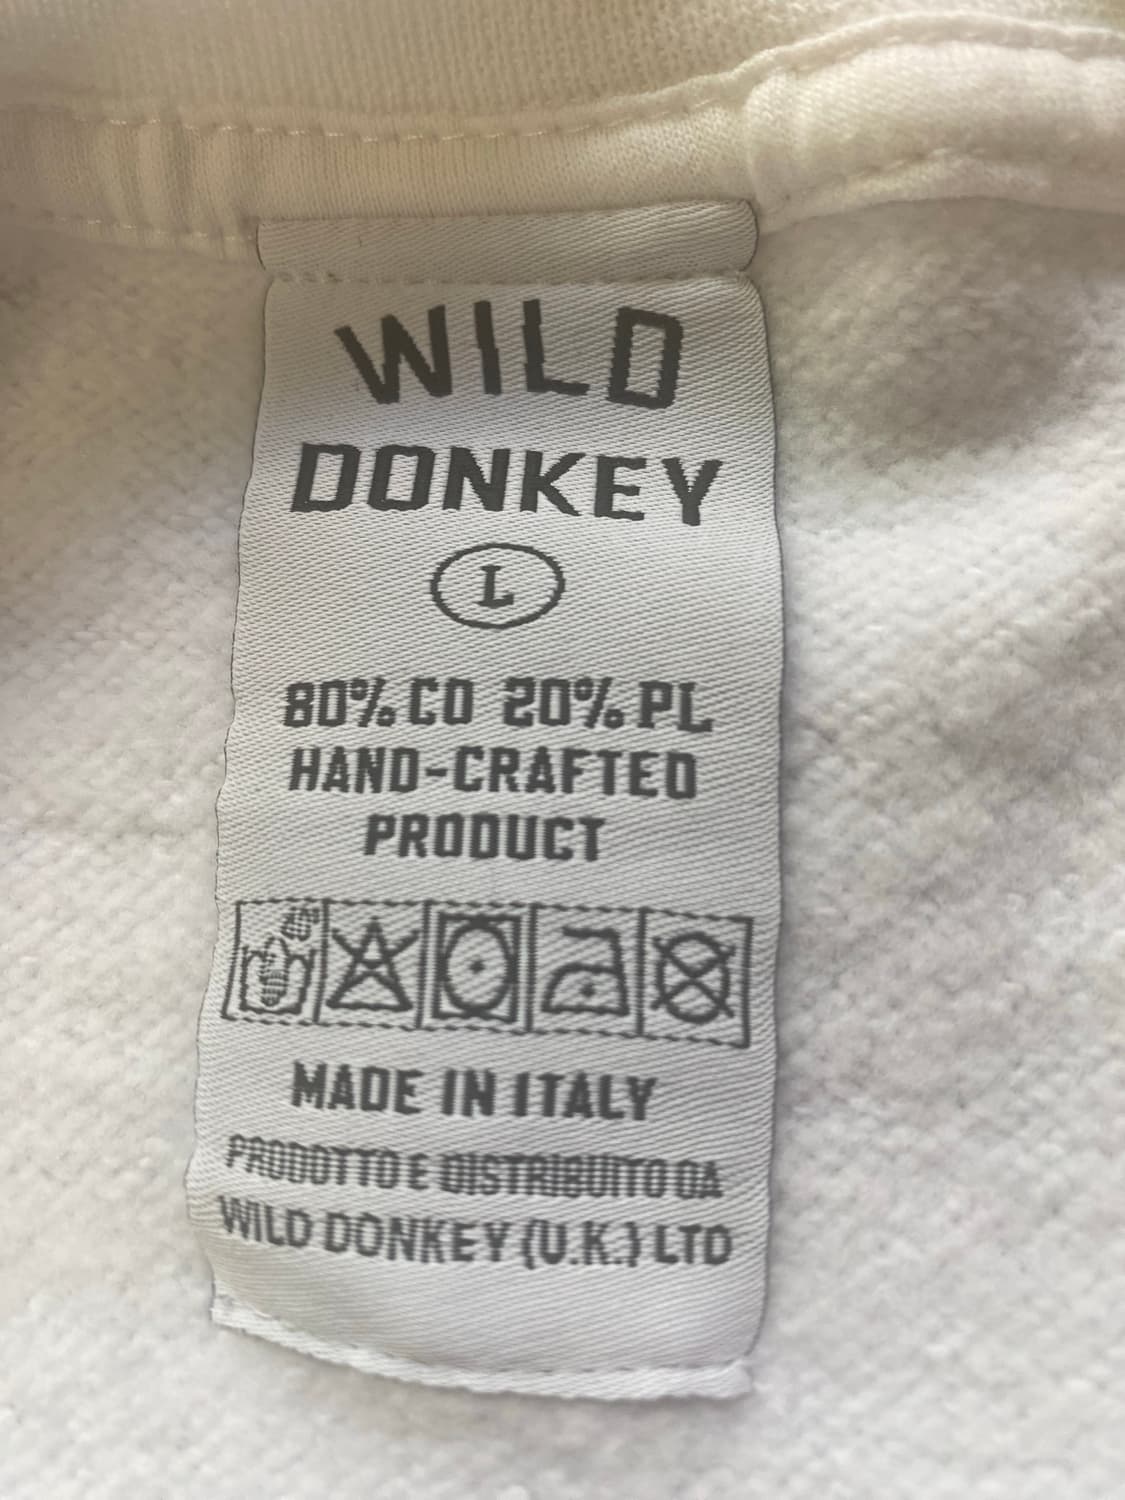 WILD
DONKEY
L
80% CO 20% PL
HAND-CRAFTED
PRODUCT
MADE IN ITALY
PRODOTTO E DISTRIBUITO DA
WILD DONKEY (U.K.) LTD